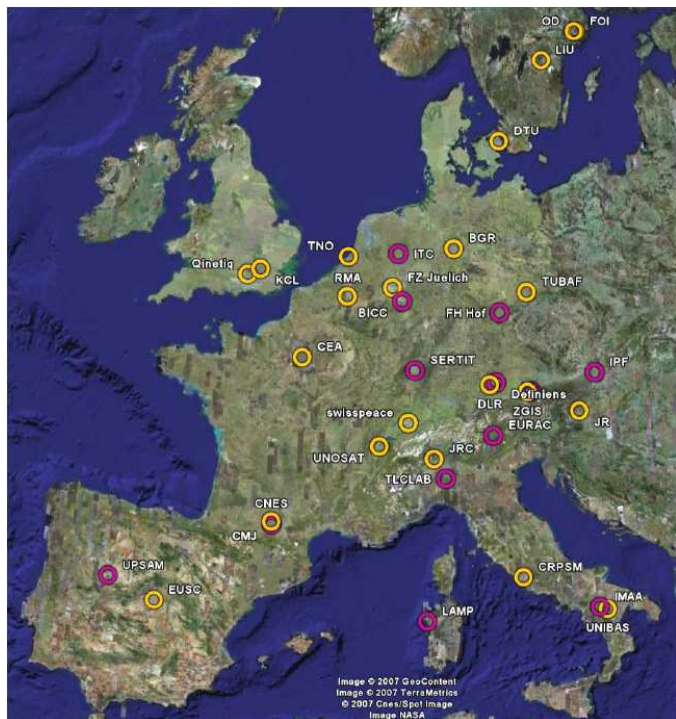 OD FOI
LIU
DTU
TNO
ITC
BGR
Qinetiq
KCL
RMA
FZ Juelich
TUBAF
BICC
FH Hof
CEA
SERTIT
IPF
DLR
Definiens
ZGIS
JR
swisspeace
EURAC
UNOSAT
JRC
TLCLAB
CNES
CMJ
UPSAM
EUSC
CRPSM
LAMP
IMAA
UNIBAS
Image © 2007 GeoContent
Image © 2007 TerraMetrics
© 2007 Cnes/Spot Image
Image NASA